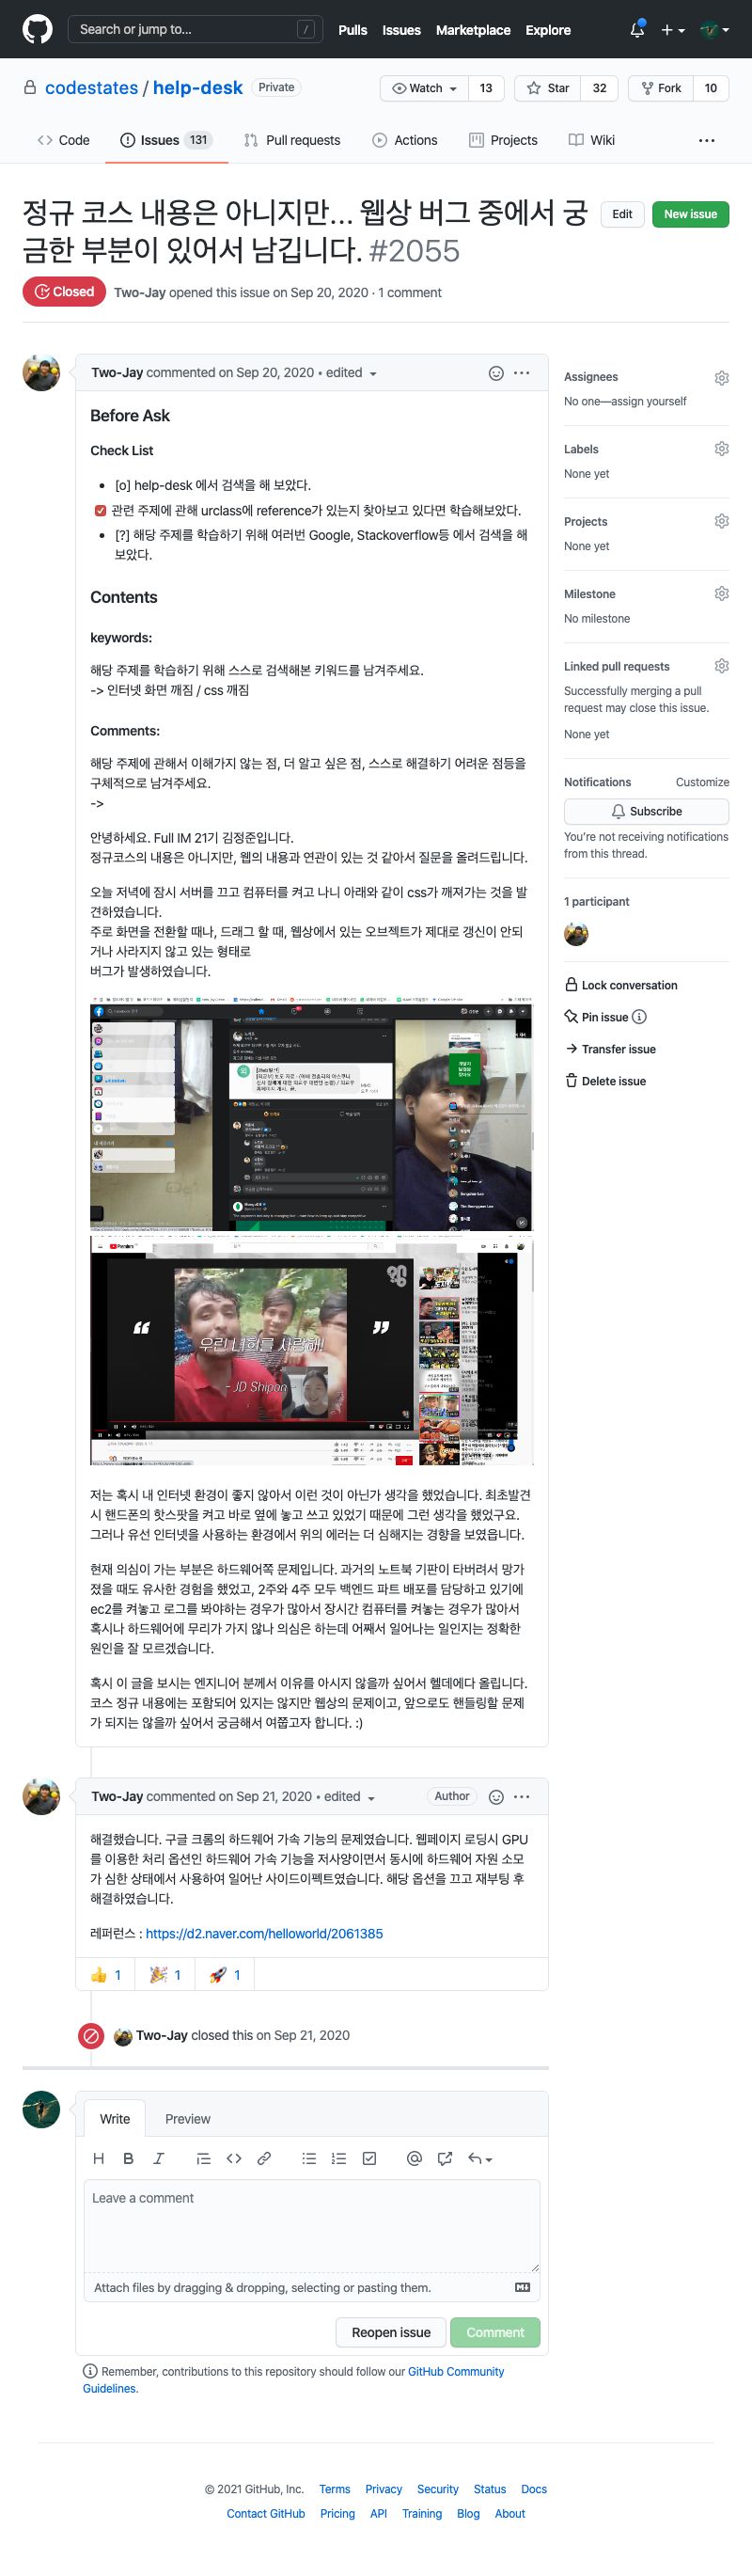 Search or jump to...
/
Pulls
Issues
Marketplace
Explore
codestates / help-desk
Private
Watch
13
Star
32
Fork
10
Code
Issues 131
Pull requests
Actions
Projects
Wiki
정규 코스 내용은 아니지만... 웹상 버그 중에서 궁
금한 부분이 있어서 남깁니다. #2055
Edit
New issue
Closed
Two-Jay opened this issue on Sep 20, 2020 · 1 comment
Two-Jay commented on Sep 20, 2020 • edited
Before Ask
Check List
[o] help-desk 에서 검색을 해 보았다.
관련 주제에 관해 urclass에 reference가 있는지 찾아보고 있다면 학습해보았다.
[?] 해당 주제를 학습하기 위해 여러번 Google, Stackoverflow등 에서 검색을 해
보았다.
Contents
keywords:
해당 주제를 학습하기 위해 스스로 검색해본 키워드를 남겨주세요.
-> 인터넷 화면 깨짐 / css 깨짐
Comments:
해당 주제에 관해서 이해가지 않는 점, 더 알고 싶은 점, 스스로 해결하기 어려운 점등을
구체적으로 남겨주세요.
->
안녕하세요. Full IM 21기 김정준입니다.
정규코스의 내용은 아니지만, 웹의 내용과 연관이 있는 것 같아서 질문을 올려드립니다.
오늘 저녁에 잠시 서버를 끄고 컴퓨터를 켜고 나니 아래와 같이 css가 깨져가는 것을 발
견하였습니다.
주로 화면을 전환할 때나, 드래그 할 때, 웹상에서 있는 오브젝트가 제대로 갱신이 안되
거나 사라지지 않고 있는 형태로
버그가 발생하였습니다.
“ ”
우린 너희를 사랑해!
- JD Shipon -
저는 혹시 내 인터넷 환경이 좋지 않아서 이런 것이 아닌가 생각을 했었습니다. 최초발견
시 핸드폰의 핫스팟을 켜고 바로 옆에 놓고 쓰고 있었기 때문에 그런 생각을 했었구요.
그러나 유선 인터넷을 사용하는 환경에서 위의 에러는 더 심해지는 경향을 보였읍니다.
현재 의심이 가는 부분은 하드웨어쪽 문제입니다. 과거의 노트북 기판이 타버려서 망가
졌을 때도 유사한 경험을 했었고, 2주와 4주 모두 백엔드 파트 배포를 담당하고 있기에
ec2를 켜놓고 로그를 봐야하는 경우가 많아서 장시간 컴퓨터를 켜놓는 경우가 많아서
혹시나 하드웨어에 무리가 가지 않나 의심은 하는데 어째서 일어나는 일인지는 정확한
원인을 잘 모르겠습니다.
혹시 이 글을 보시는 엔지니어 분께서 이유를 아시지 않을까 싶어서 헬데에다 올립니다.
코스 정규 내용에는 포함되어 있지는 않지만 웹상의 문제이고, 앞으로도 핸들링할 문제
가 되지는 않을까 싶어서 궁금해서 여쭙고자 합니다. :)
Assignees
No one—assign yourself
Labels
None yet
Projects
None yet
Milestone
No milestone
Linked pull requests
Successfully merging a pull
request may close this issue.
None yet
Notifications
Customize
Subscribe
You're not receiving notifications
from this thread.
1 participant
Lock conversation
Pin issue
Transfer issue
Delete issue
Two-Jay commented on Sep 21, 2020 • edited
Author
해결했습니다. 구글 크롬의 하드웨어 가속 기능의 문제였습니다. 웹페이지 로딩시 GPU
를 이용한 처리 옵션인 하드웨어 가속 기능을 저사양이면서 동시에 하드웨어 자원 소모
가 심한 상태에서 사용하여 일어난 사이드이펙트였습니다. 해당 옵션을 끄고 재부팅 후
해결하였습니다.
레퍼런스 : https://d2.naver.com/helloworld/2061385
👍 1
🎉 1
🚀 1
Two-Jay closed this on Sep 21, 2020
Write
Preview
Leave a comment
Attach files by dragging & dropping, selecting or pasting them.
Reopen issue
Comment
Remember, contributions to this repository should follow our GitHub Community
Guidelines.
© 2021 GitHub, Inc.
Terms
Privacy
Security
Status
Docs
Contact GitHub
Pricing
API
Training
Blog
About